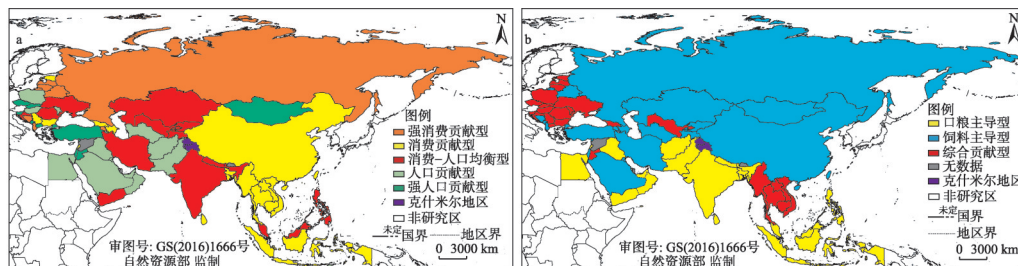 a
N
图例
强消费贡献型
消费贡献型
消费-人口均衡型
人口贡献型
强人口贡献型
克什米尔地区
非研究区
未定
国界
地区界
0 3000 km
审图号: GS(2016)1666号
自然资源部 监制
b
N
图例
口粮主导型
饲料主导型
综合贡献型
无数据
克什米尔地区
非研究区
未定
国界
地区界
0 3000 km
审图号: GS(2016)1666号
自然资源部 监制